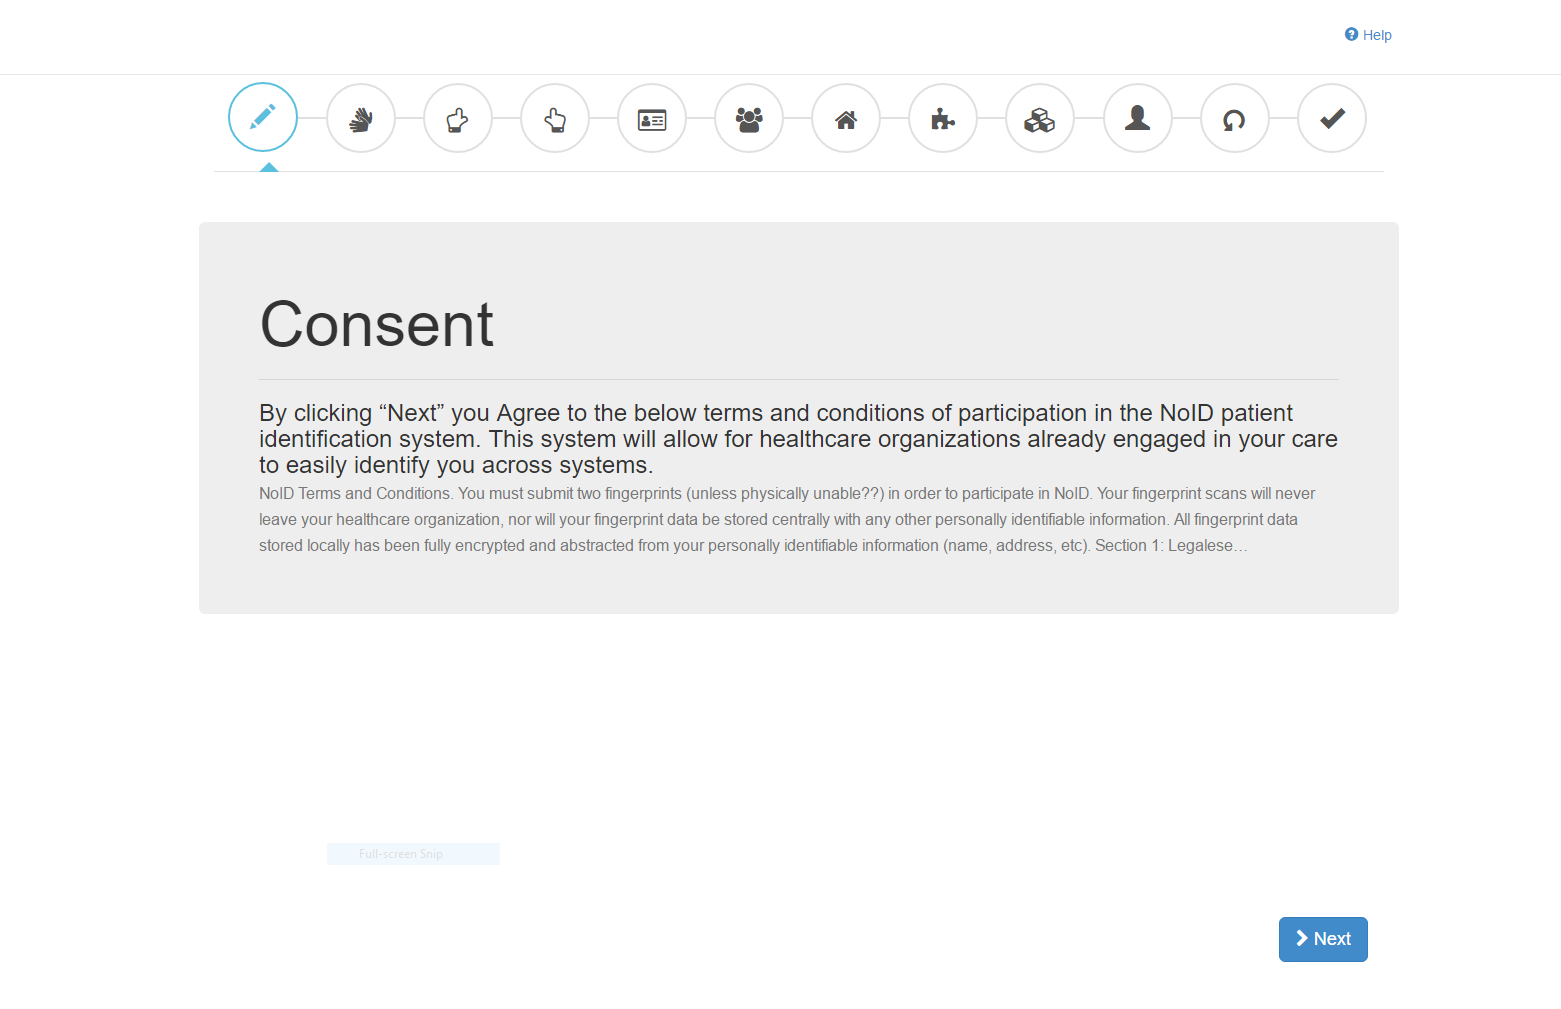 Help
Consent
By clicking “Next” you Agree to the below terms and conditions of participation in the NoID patient
identification system. This system will allow for healthcare organizations already engaged in your care
to easily identify you across systems.
NoID Terms and Conditions. You must submit two fingerprints (unless physically unable??) in order to participate in NoID. Your fingerprint scans will never
leave your healthcare organization, nor will your fingerprint data be stored centrally with any other personally identifiable information. All fingerprint data
stored locally has been fully encrypted and abstracted from your personally identifiable information (name, address, etc). Section 1: Legalese…
Full-screen Snip
Next